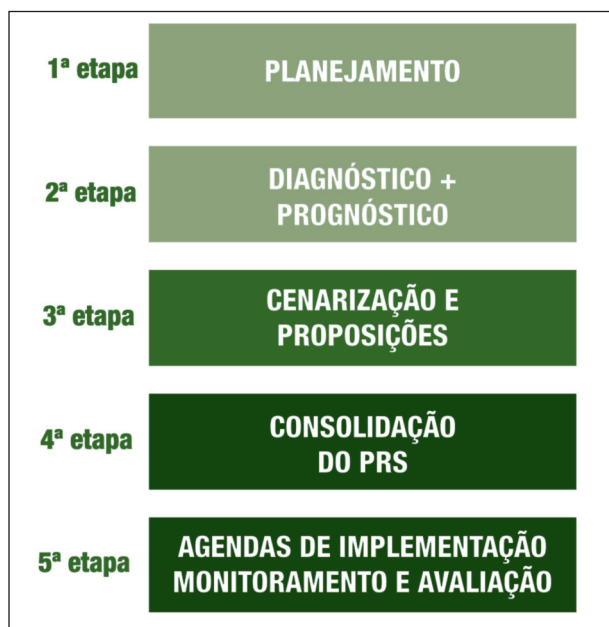 1ª etapa
PLANEJAMENTO
2ª etapa
DIAGNÓSTICO +
PROGNÓSTICO
3ª etapa
CENARIZAÇÃO E
PROPOSIÇÕES
4ª etapa
CONSOLIDAÇÃO
DO PRS
5ª etapa
AGENDAS DE IMPLEMENTAÇÃO
MONITORAMENTO E AVALIAÇÃO